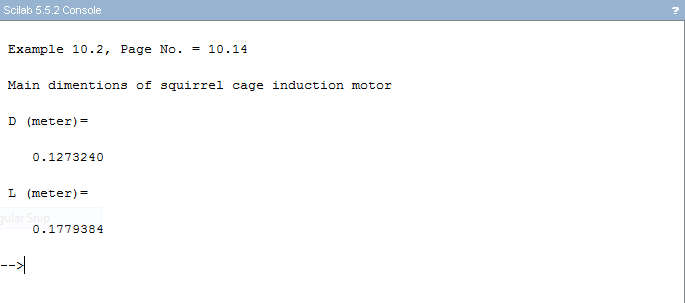 Scilab 5.5.2 Console
?
Example 10.2, Page No. = 10.14
Main dimentions of squirrel cage induction motor
D (meter)=
0.1273240
L (meter)=
gular Snip
0.1779384
-->